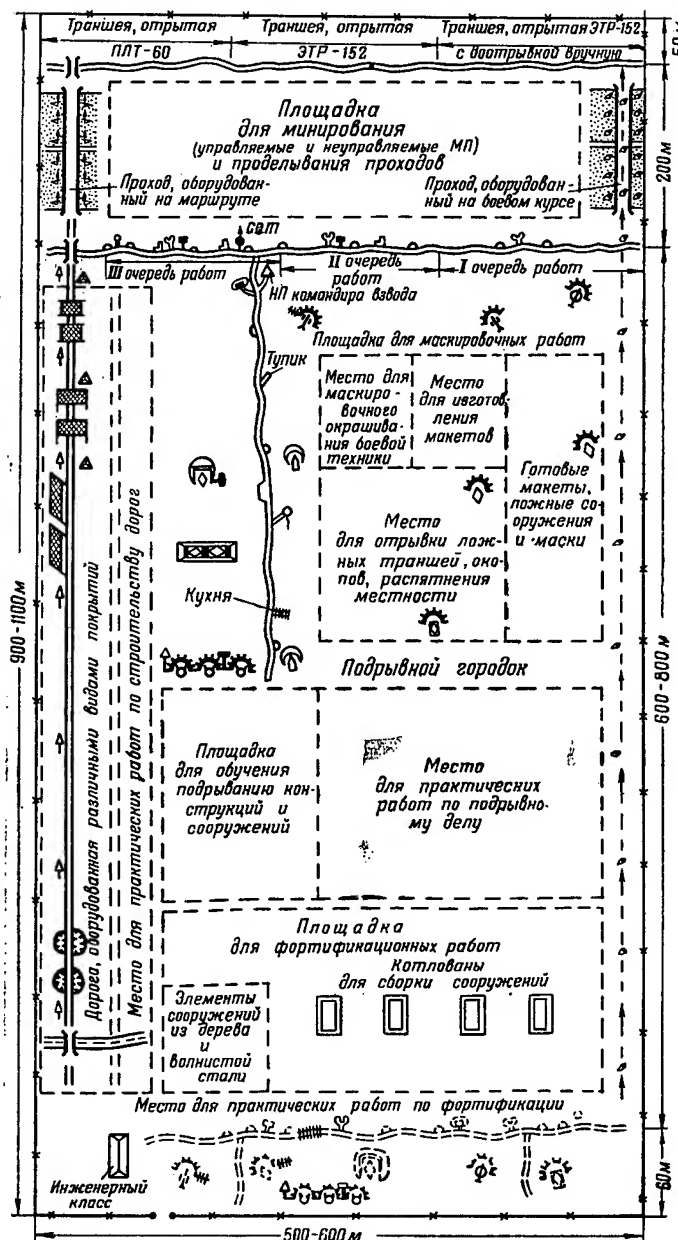 Траншея, отрытая
ПЛТ-60
Траншея, отрытая
ЭТР-152
Траншея, отрытая ЭТР-152
с доотрывкой вручную
50м
Площадка
для минирования
(управляемые и неуправляемые МП)
и проделывания проходов
200м
Проход, оборудован-
ный на маршруте
Проход, оборудован-
ный на боевом курсе
сат
III очередь работ
II очередь
работ
I очередь работ
НП командира взвода
Площадка для маскировочных работ
Тупик
Место для
маскиро-
вочного
окрашива-
ния боевой
техники
Место
для изготов-
ления
макетов
Готовые
макеты,
ложные со-
оружения
и маски
Место
для отрывки лож-
ных траншей, око-
пов, распятнения
местности
Кухня
900-1100м
600-800м
Дорога, оборудованная различными видами покрытий
Место для практических работ по строительству дорог
Подрывной городок
Площадка
для обучения
подрыванию кон-
струкций и
сооружений
Место
для практических
работ по подрывно-
му делу
Площадка
для фортификационных работ
Котлованы
для сборки сооружений
Элементы
сооружений
из дерева
и
волнистой
стали
Место для практических работ по фортификации
Инженерный
класс
60м
500-600м